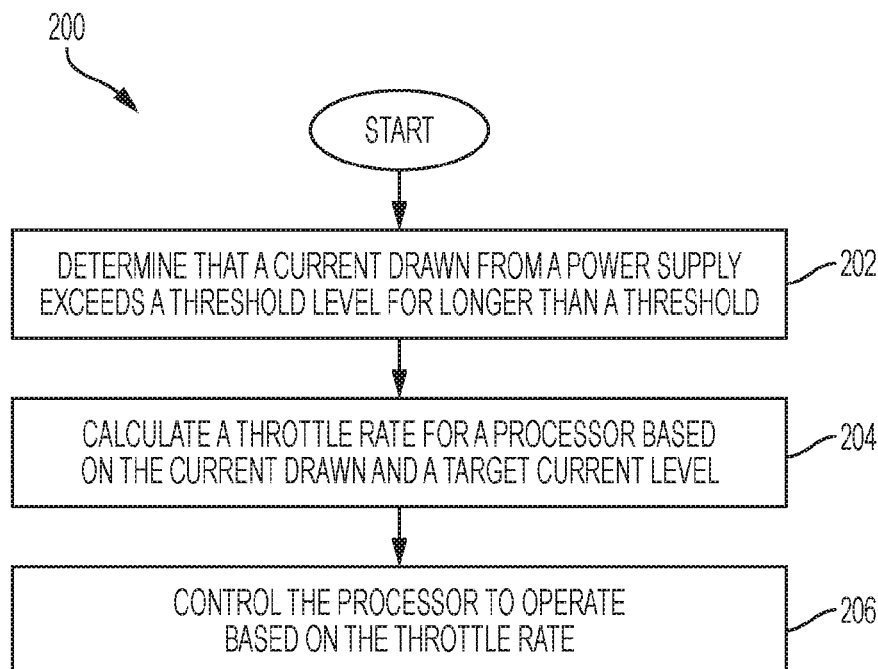 200
START
DETERMINE THAT A CURRENT DRAWN FROM A POWER SUPPLY
EXCEEDS A THRESHOLD LEVEL FOR LONGER THAN A THRESHOLD
202
CALCULATE A THROTTLE RATE FOR A PROCESSOR BASED
ON THE CURRENT DRAWN AND A TARGET CURRENT LEVEL
204
CONTROL THE PROCESSOR TO OPERATE
BASED ON THE THROTTLE RATE
206